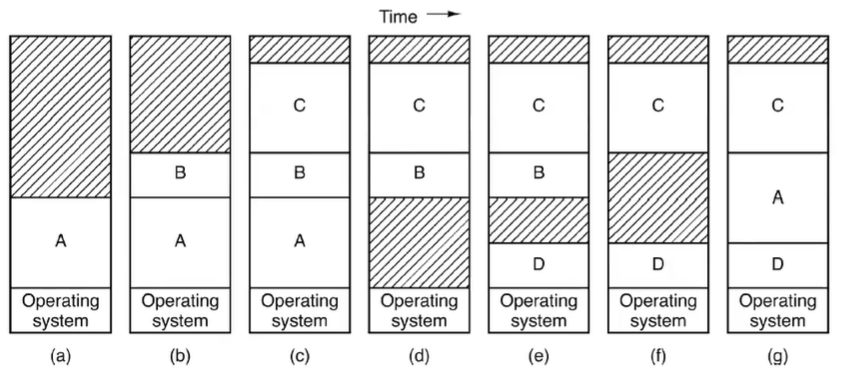 Time
C
C
C
C
C
B
B
B
B
A
A
A
A
D
D
D
Operating system
Operating system
Operating system
Operating system
Operating system
Operating system
Operating system
(a)
(b)
(c)
(d)
(e)
(f)
(g)